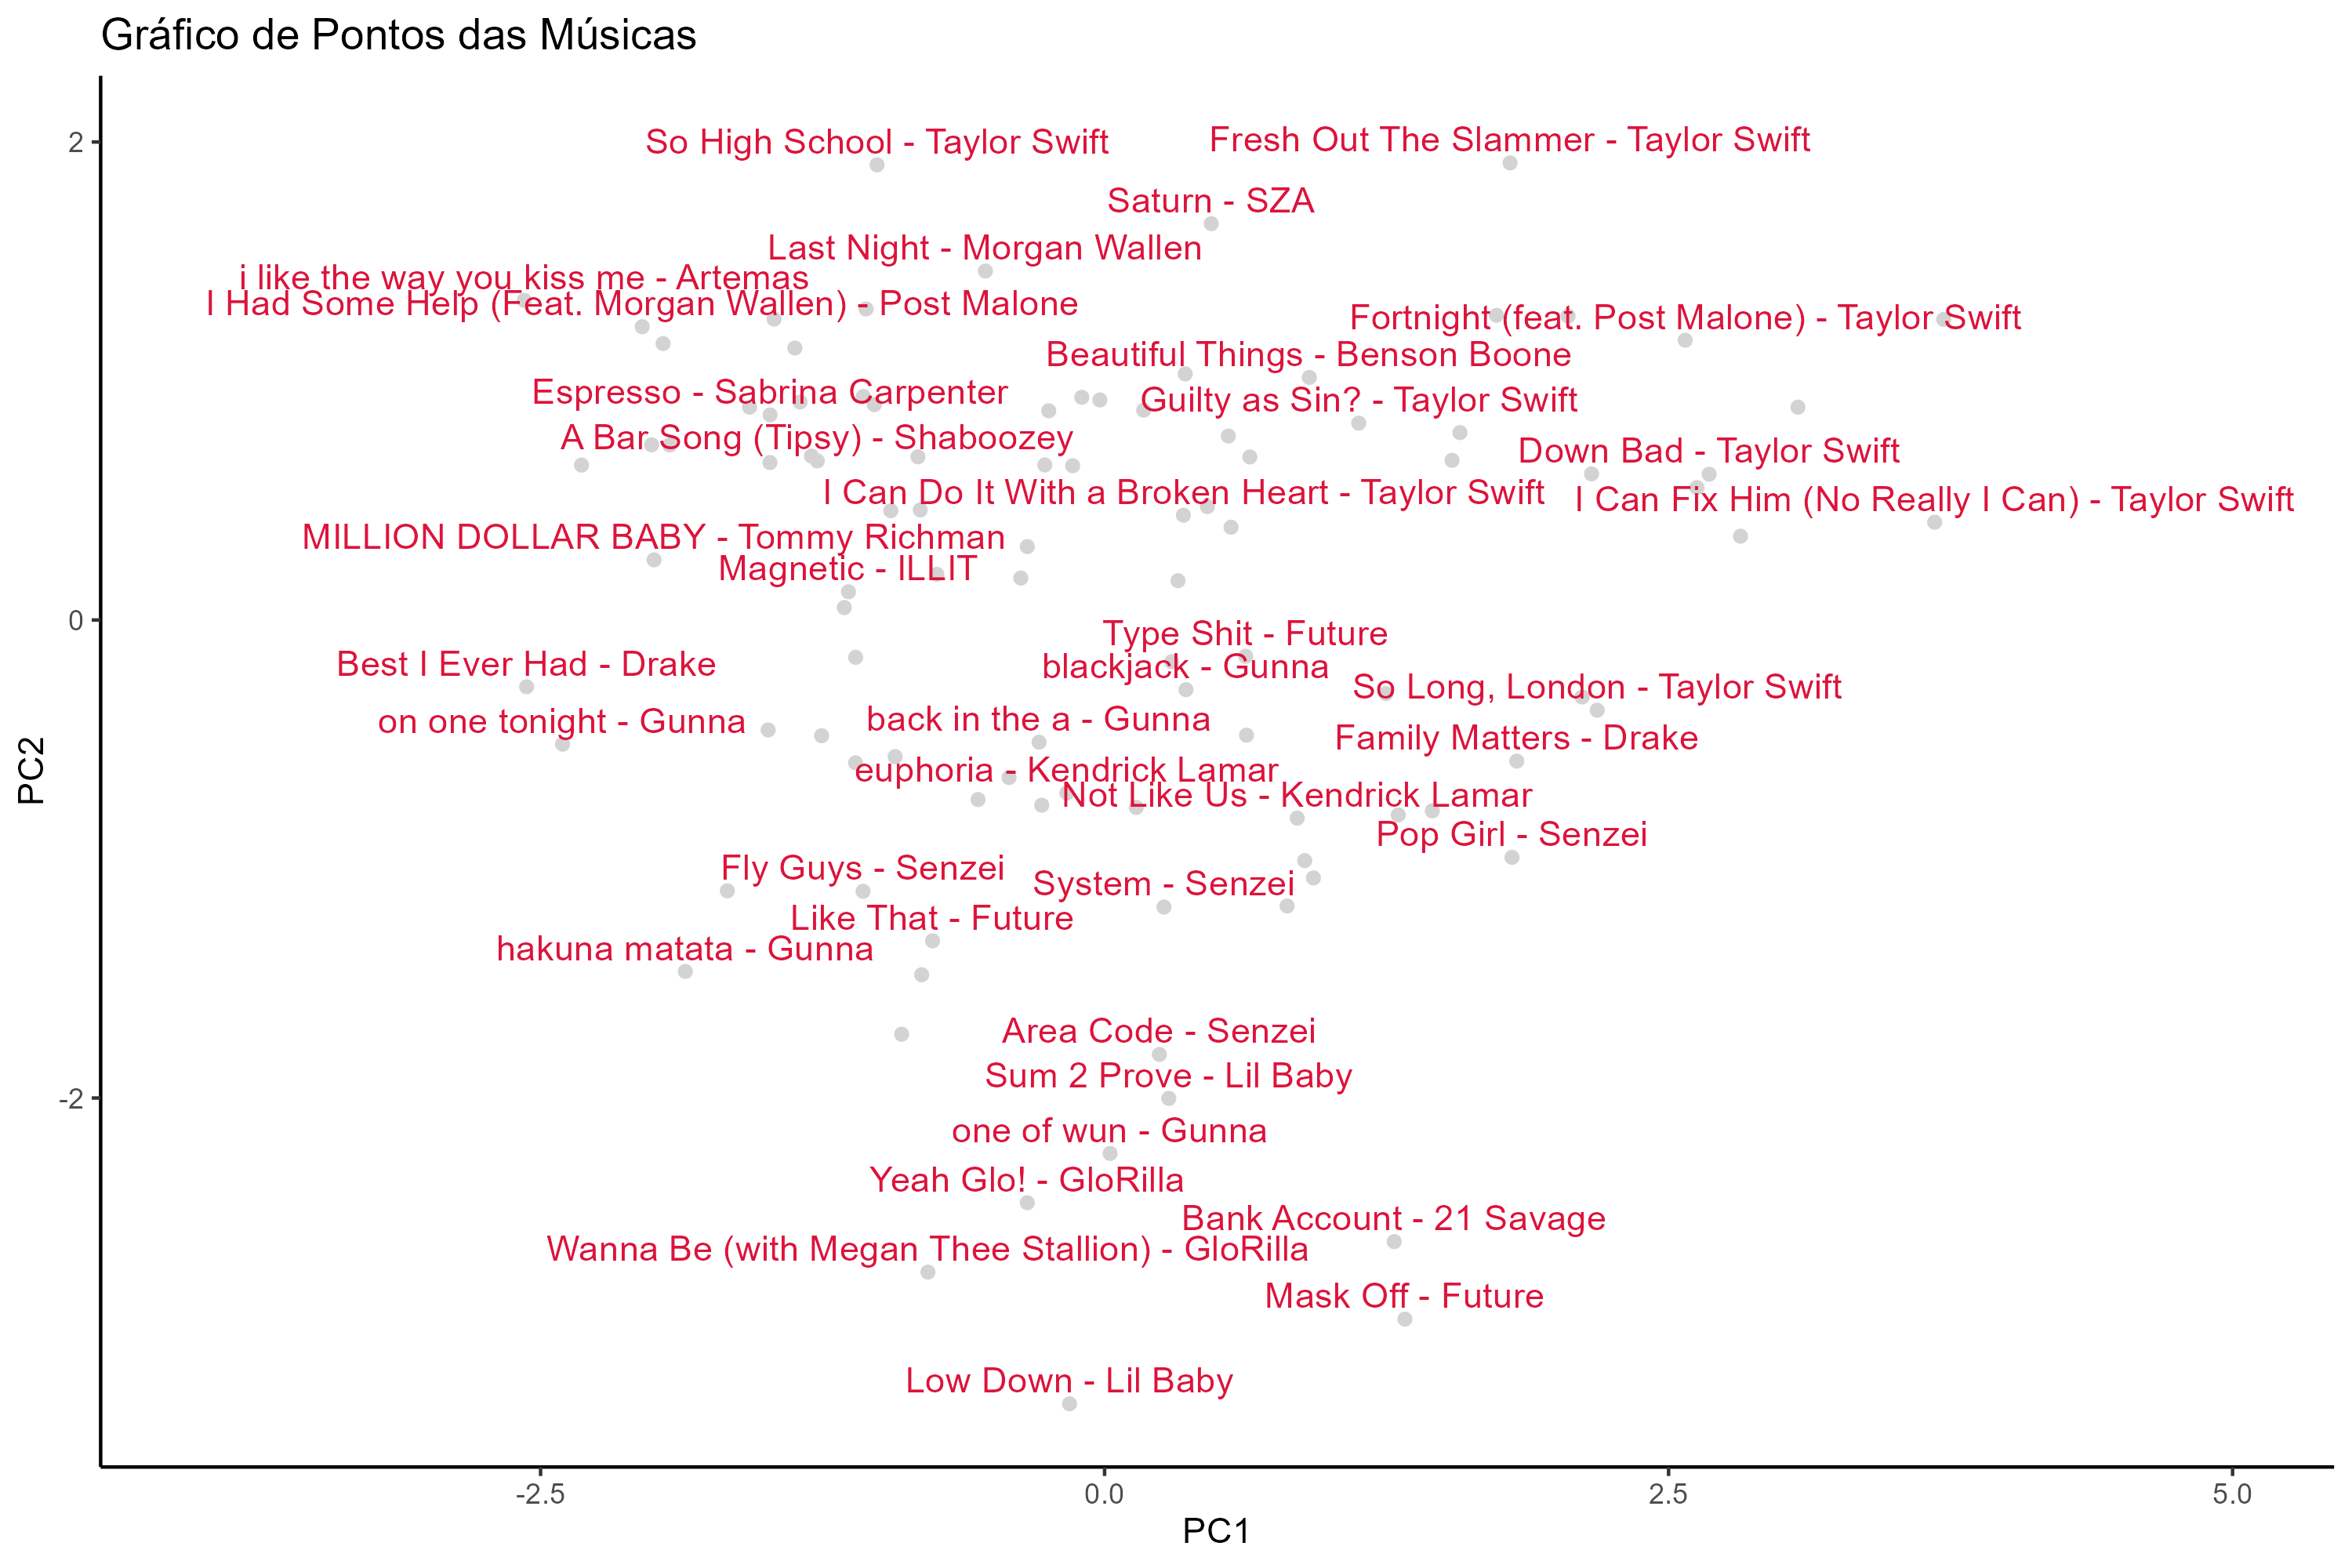 Gráfico de Pontos das Músicas
2
So High School - Taylor Swift
Fresh Out The Slammer - Taylor Swift
Saturn - SZA
Last Night - Morgan Wallen
i like the way you kiss me - Artemas
I Had Some Help (Feat. Morgan Wallen) - Post Malone
Fortnight (feat. Post Malone) - Taylor Swift
Beautiful Things - Benson Boone
Espresso - Sabrina Carpenter
Guilty as Sin? - Taylor Swift
A Bar Song (Tipsy) - Shaboozey
Down Bad - Taylor Swift
I Can Do It With a Broken Heart - Taylor Swift
I Can Fix Him (No Really I Can) - Taylor Swift
MILLION DOLLAR BABY - Tommy Richman
Magnetic - ILLIT
0
Type Shit - Future
Best I Ever Had - Drake
blackjack - Gunna
So Long, London - Taylor Swift
on one tonight - Gunna
back in the a - Gunna
Family Matters - Drake
PC2
euphoria - Kendrick Lamar
Not Like Us - Kendrick Lamar
Pop Girl - Senzei
Fly Guys - Senzei
System - Senzei
Like That - Future
hakuna matata - Gunna
Area Code - Senzei
Sum 2 Prove - Lil Baby
-2
one of wun - Gunna
Yeah Glo! - GloRilla
Bank Account - 21 Savage
Wanna Be (with Megan Thee Stallion) - GloRilla
Mask Off - Future
Low Down - Lil Baby
-2.5
0.0
2.5
5.0
PC1